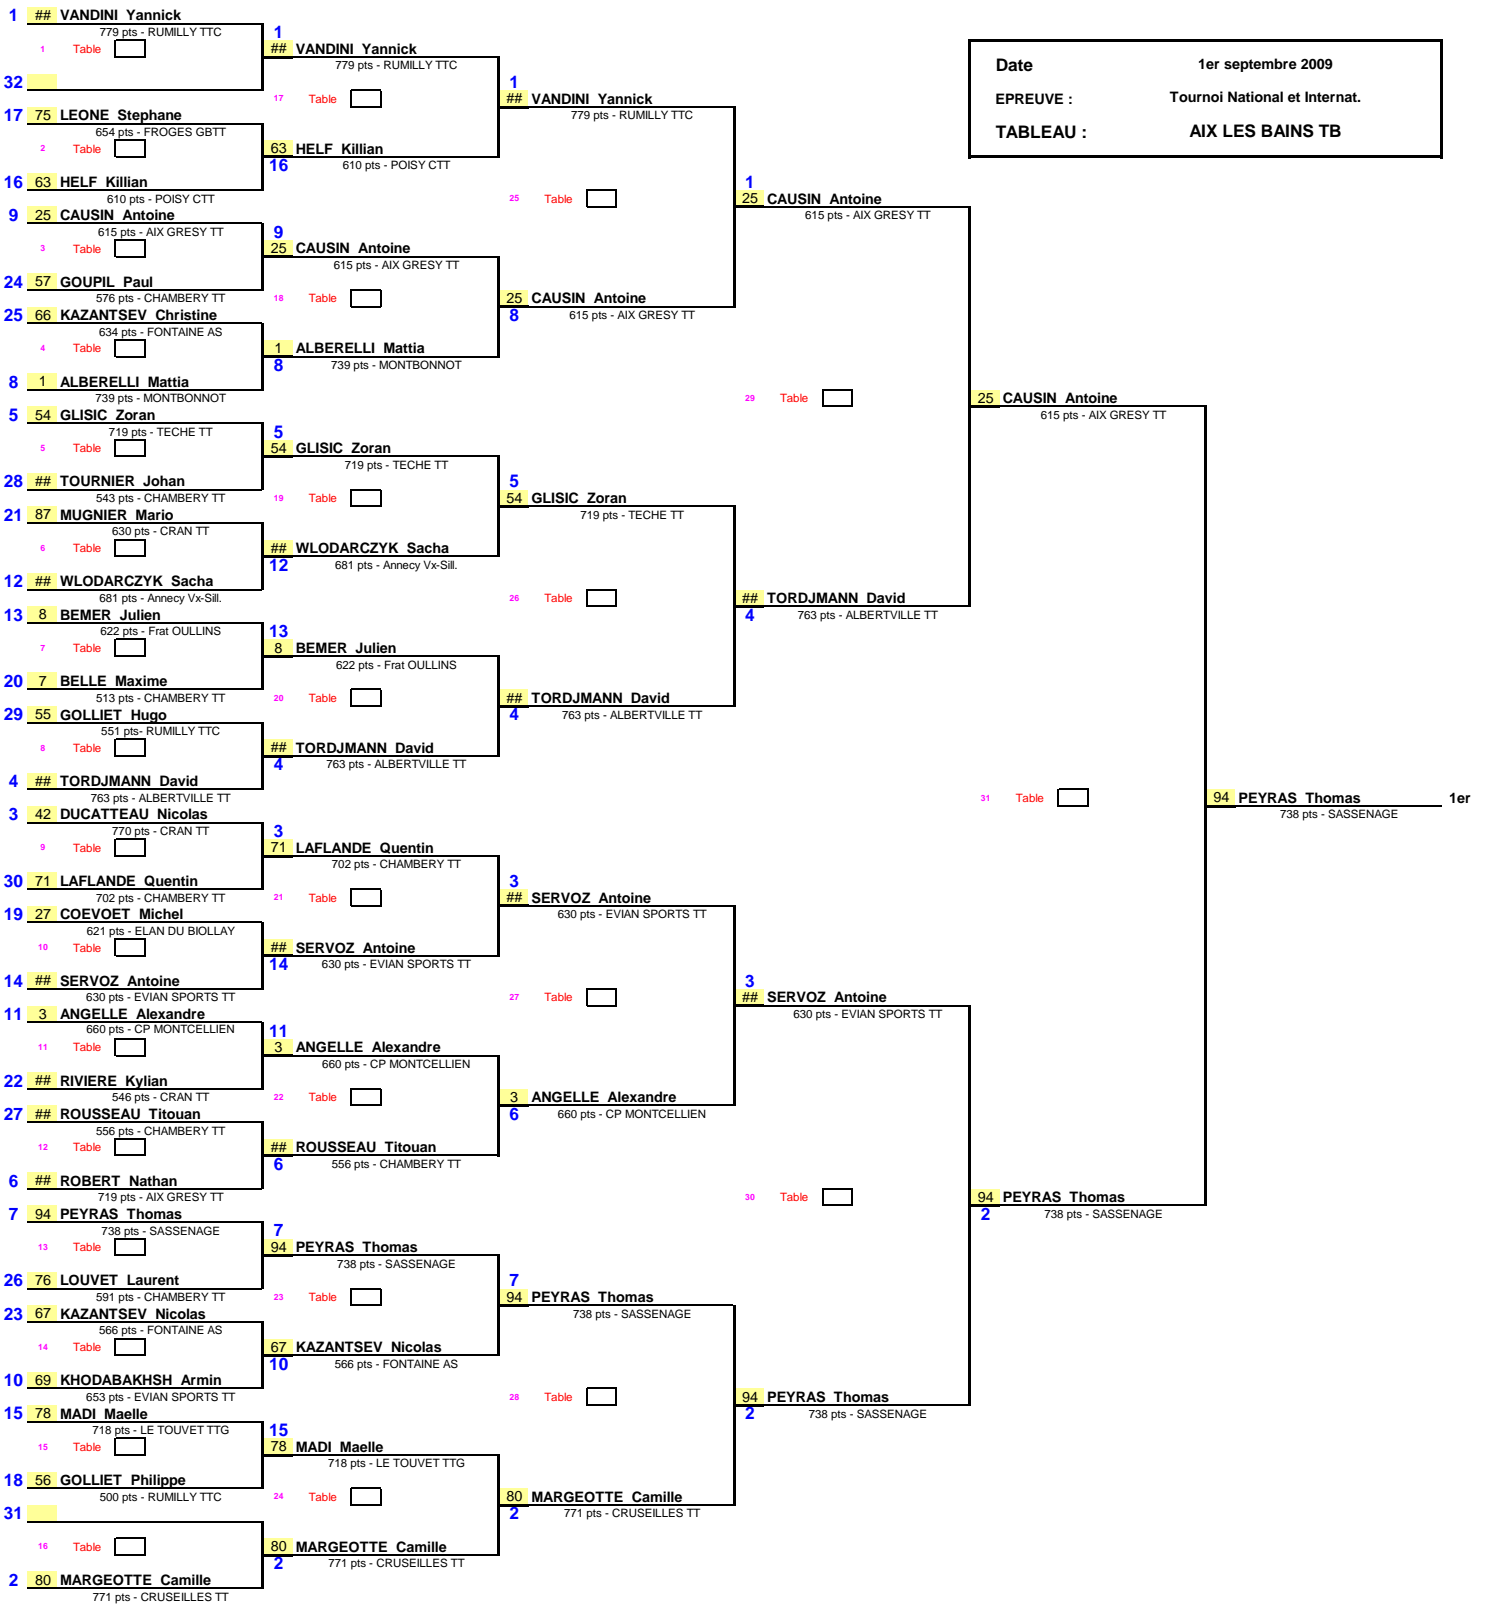 Date 1er septembre 2009
EPREUVE : Tournoi National et Internat.
TABLEAU : AIX LES BAINS TB
1 ## VANDINI Yannick
779 pts - RUMILLY TTC
1 Table
32
17 75 LEONE Stephane
654 pts - FROGES GBTT
2 Table
16 63 HELF Killian
610 pts - POISY CTT
9 25 CAUSIN Antoine
615 pts - AIX GRESY TT
3 Table
24 57 GOUPIL Paul
576 pts - CHAMBERY TT
25 66 KAZANTSEV Christine
634 pts - FONTAINE AS
4 Table
8 1 ALBERELLI Mattia
739 pts - MONTBONNOT
5 54 GLISIC Zoran
719 pts - TECHE TT
5 Table
28 ## TOURNIER Johan
543 pts - CHAMBERY TT
21 87 MUGNIER Mario
630 pts - CRAN TT
6 Table
12 ## WLODARCZYK Sacha
681 pts - Annecy Vx-Sill.
13 8 BEMER Julien
622 pts - Frat OULLINS
7 Table
20 7 BELLE Maxime
513 pts - CHAMBERY TT
29 55 GOLLIET Hugo
551 pts- RUMILLY TTC
8 Table
4 ## TORDJMANN David
763 pts - ALBERTVILLE TT
3 42 DUCATTEAU Nicolas
770 pts - CRAN TT
9 Table
30 71 LAFLANDE Quentin
702 pts - CHAMBERY TT
19 27 COEVOET Michel
621 pts - ELAN DU BIOLLAY
10 Table
14 ## SERVOZ Antoine
630 pts - EVIAN SPORTS TT
11 3 ANGELLE Alexandre
660 pts - CP MONTCELLIEN
11 Table
22 ## RIVIERE Kylian
546 pts - CRAN TT
27 ## ROUSSEAU Titouan
556 pts - CHAMBERY TT
12 Table
6 ## ROBERT Nathan
719 pts - AIX GRESY TT
7 94 PEYRAS Thomas
738 pts - SASSENAGE
13 Table
26 76 LOUVET Laurent
591 pts - CHAMBERY TT
23 67 KAZANTSEV Nicolas
566 pts - FONTAINE AS
14 Table
10 69 KHODABAKHSH Armin
653 pts - EVIAN SPORTS TT
15 78 MADI Maelle
718 pts - LE TOUVET TTG
15 Table
18 56 GOLLIET Philippe
500 pts - RUMILLY TTC
31
16 Table
2 80 MARGEOTTE Camille
771 pts - CRUSEILLES TT
1
## VANDINI Yannick
779 pts - RUMILLY TTC
17 Table
63 HELF Killian
16 610 pts - POISY CTT
9
25 CAUSIN Antoine
615 pts - AIX GRESY TT
18 Table
1 ALBERELLI Mattia
8 739 pts - MONTBONNOT
5
54 GLISIC Zoran
719 pts - TECHE TT
19 Table
## WLODARCZYK Sacha
12 681 pts - Annecy Vx-Sill.
13
8 BEMER Julien
622 pts - Frat OULLINS
20 Table
## TORDJMANN David
4 763 pts - ALBERTVILLE TT
3
71 LAFLANDE Quentin
702 pts - CHAMBERY TT
21 Table
## SERVOZ Antoine
14 630 pts - EVIAN SPORTS TT
11
3 ANGELLE Alexandre
660 pts - CP MONTCELLIEN
22 Table
## ROUSSEAU Titouan
6 556 pts - CHAMBERY TT
7
94 PEYRAS Thomas
738 pts - SASSENAGE
23 Table
67 KAZANTSEV Nicolas
10 566 pts - FONTAINE AS
15
78 MADI Maelle
718 pts - LE TOUVET TTG
24 Table
80 MARGEOTTE Camille
2 771 pts - CRUSEILLES TT
1
## VANDINI Yannick
779 pts - RUMILLY TTC
25 Table
25 CAUSIN Antoine
8 615 pts - AIX GRESY TT
5
54 GLISIC Zoran
719 pts - TECHE TT
26 Table
## TORDJMANN David
4 763 pts - ALBERTVILLE TT
3
## SERVOZ Antoine
630 pts - EVIAN SPORTS TT
27 Table
3 ANGELLE Alexandre
6 660 pts - CP MONTCELLIEN
7
94 PEYRAS Thomas
738 pts - SASSENAGE
28 Table
80 MARGEOTTE Camille
2 771 pts - CRUSEILLES TT
1
25 CAUSIN Antoine
615 pts - AIX GRESY TT
29 Table
## TORDJMANN David
4 763 pts - ALBERTVILLE TT
3
## SERVOZ Antoine
630 pts - EVIAN SPORTS TT
30 Table
94 PEYRAS Thomas
2 738 pts - SASSENAGE
25 CAUSIN Antoine
615 pts - AIX GRESY TT
31 Table
94 PEYRAS Thomas
2 738 pts - SASSENAGE
94 PEYRAS Thomas 1er
738 pts - SASSENAGE